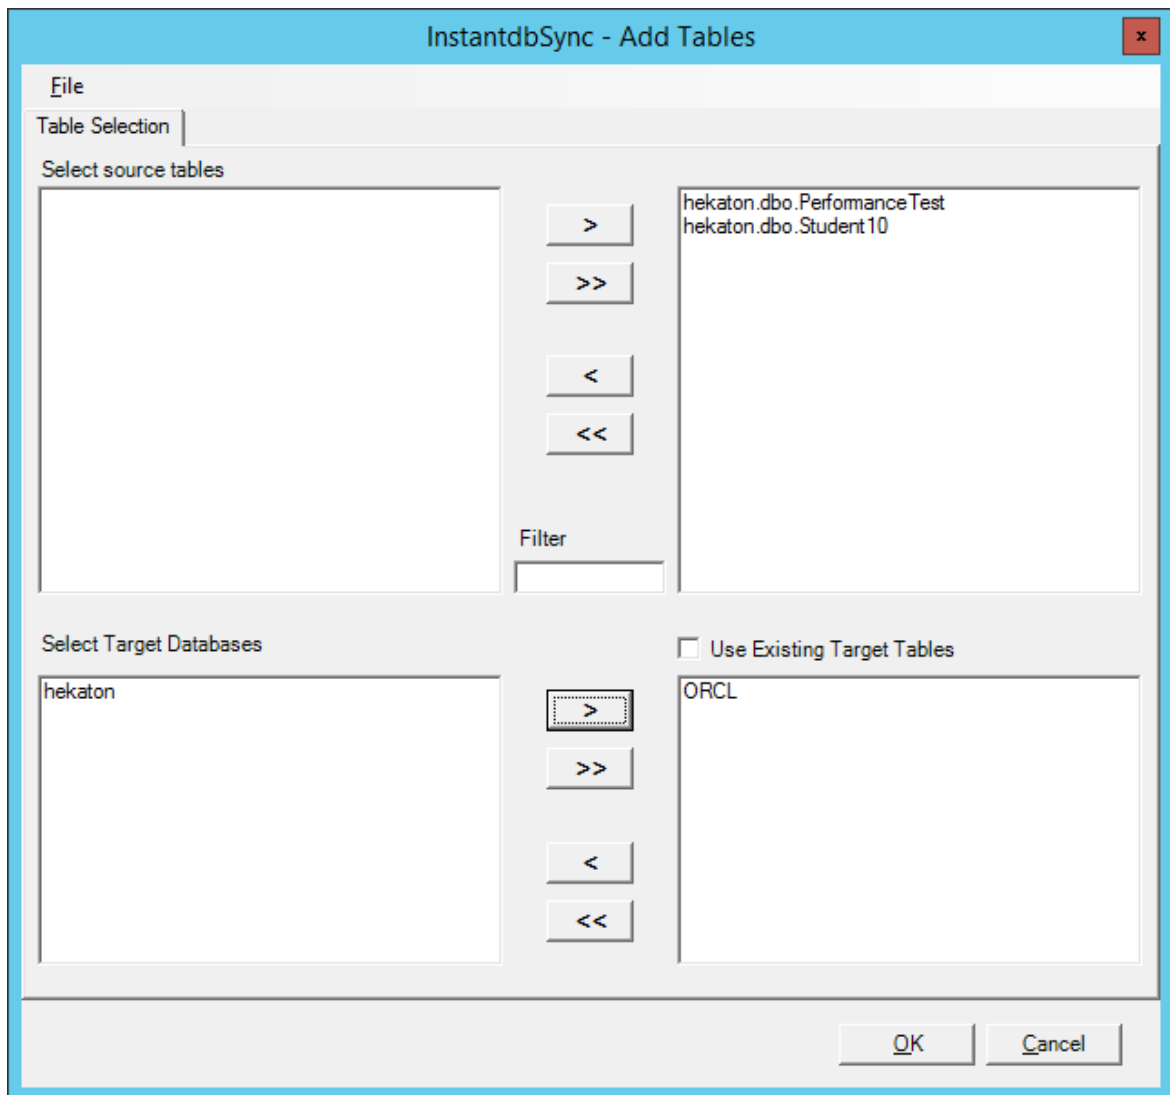 InstantdbSync - Add Tables
x
File
Table Selection
Select source tables
hekaton.dbo.PerformanceTest
hekaton.dbo.Student10
>
>>
<
<<
Filter
Select Target Databases
Use Existing Target Tables
hekaton
ORCL
>
>>
<
<<
OK
Cancel